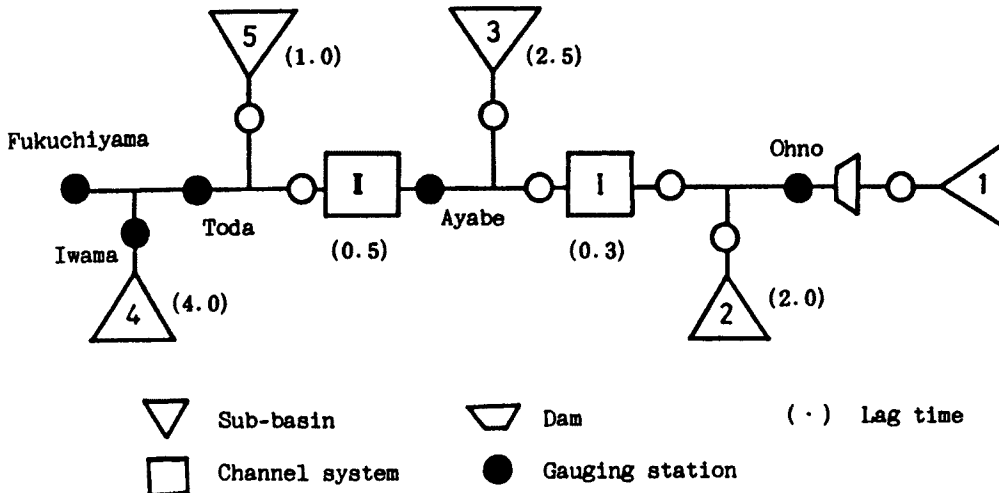 5
(1.0)
3
(2.5)
Fukuchiyama
Ohno
1
II
I
Toda
Ayabe
Iwama
(0.5)
(0.3)
4
(4.0)
2
(2.0)
Sub-basin
Dam
(·) Lag time
Channel system
Gauging station